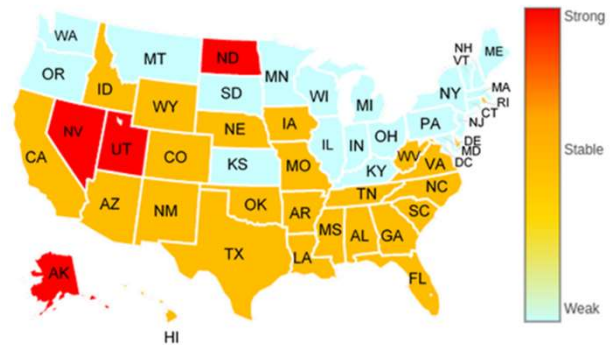 Strong
WA
MT
ND
MN
NH
VT
ME
OR
ID
SD
WI
MI
NY
MA
RI
CT
WY
NE
IA
IL
IN
OH
PA
NJ
NV
UT
CO
KS
MO
KY
WV
VA
DE
MD
DC
Stable
CA
AZ
NM
OK
AR
TN
NC
SC
TX
LA
MS
AL
GA
FL
AK
HI
Weak